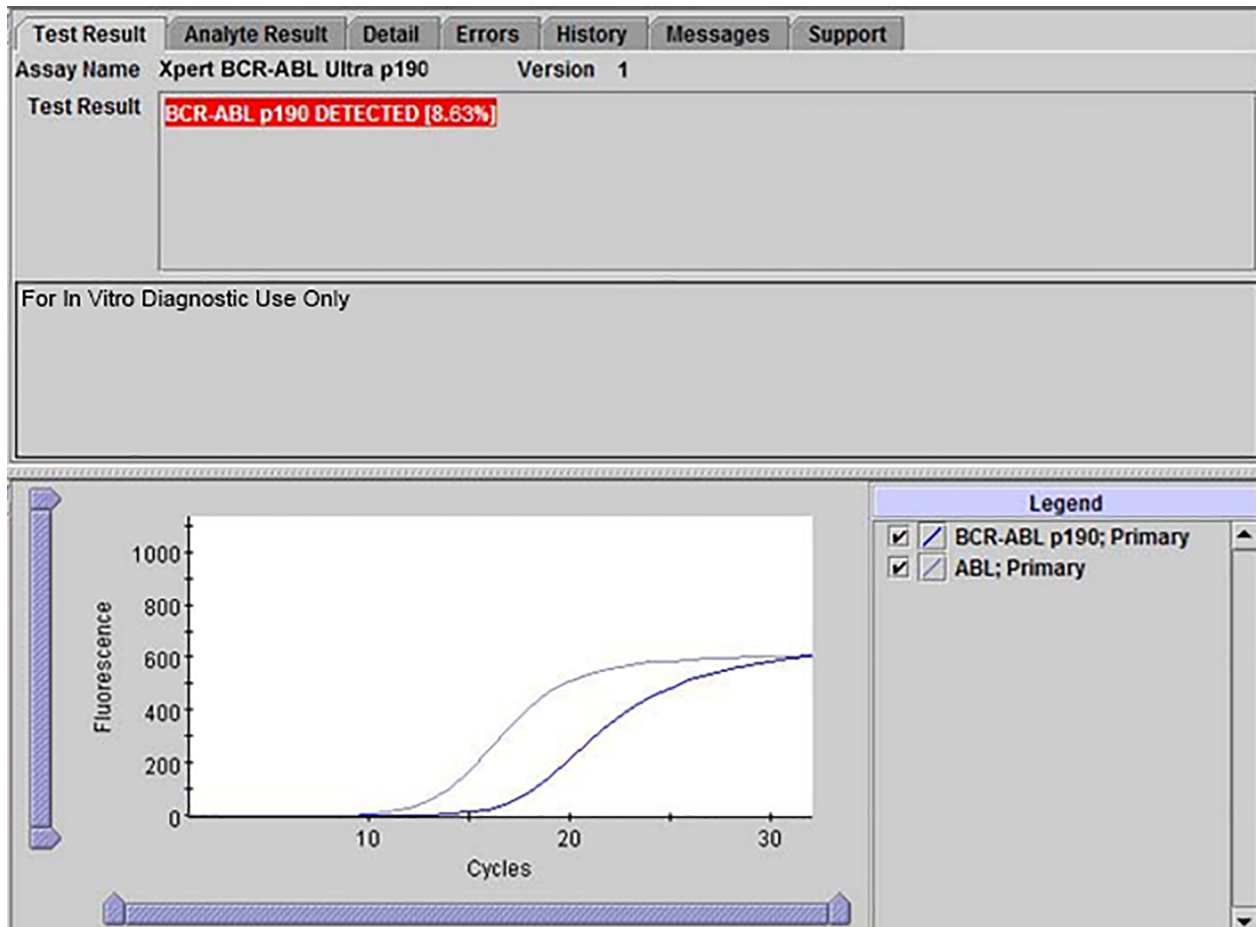 Test Result Analyte Result Detail Errors History Messages Support
Assay Name Xpert BCR-ABL Ultra p190 Version 1
Test Result BCR-ABL p190 DETECTED [8.63%]
For In Vitro Diagnostic Use Only
Legend
BCR-ABL p190; Primary
ABL; Primary
Fluorescence
1000
800
600
400
200
0
10 20 30
Cycles